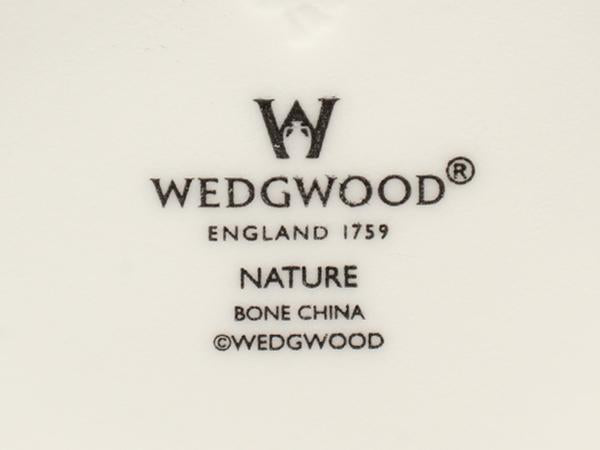 W
WEDGWOOD®
ENGLAND 1759
NATURE
BONE CHINA
©WEDGWOOD